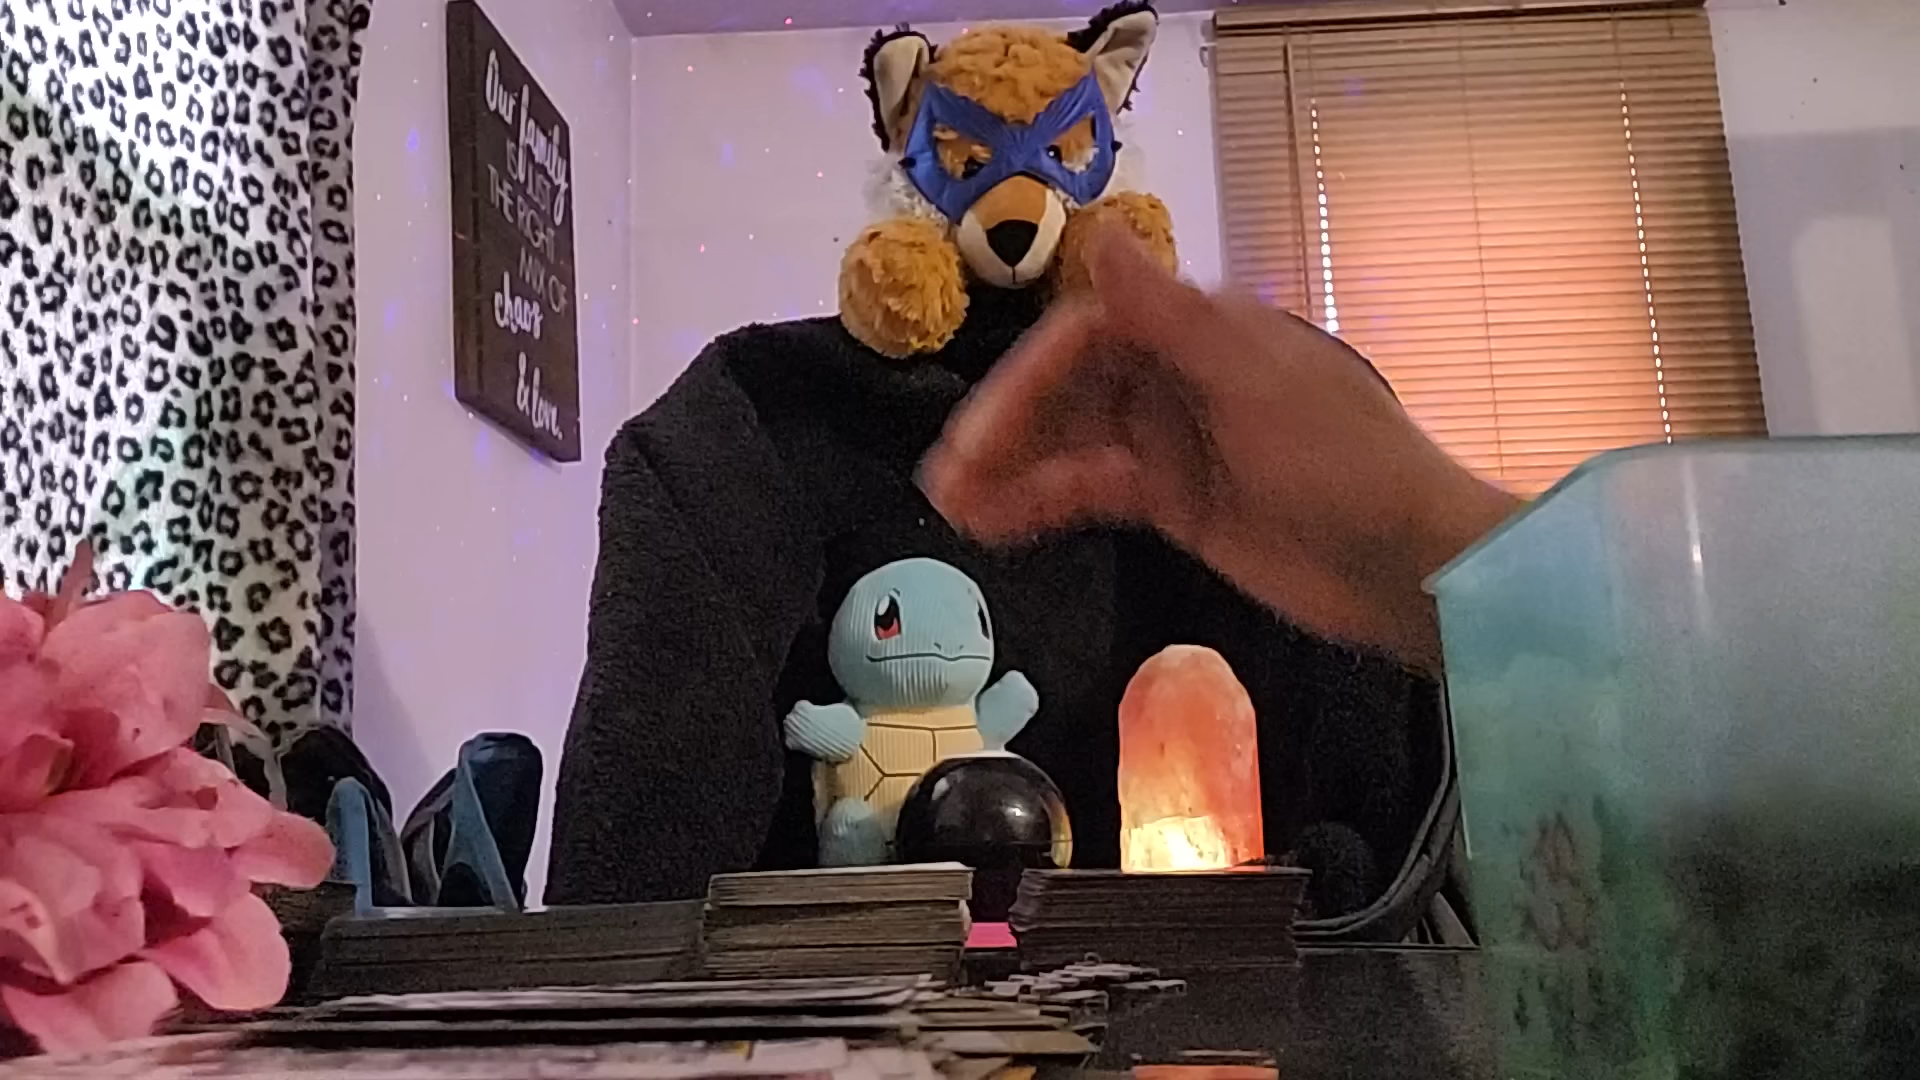 Our family
IS JUST
THE RIGHT
MIX OF
chaos
& love.